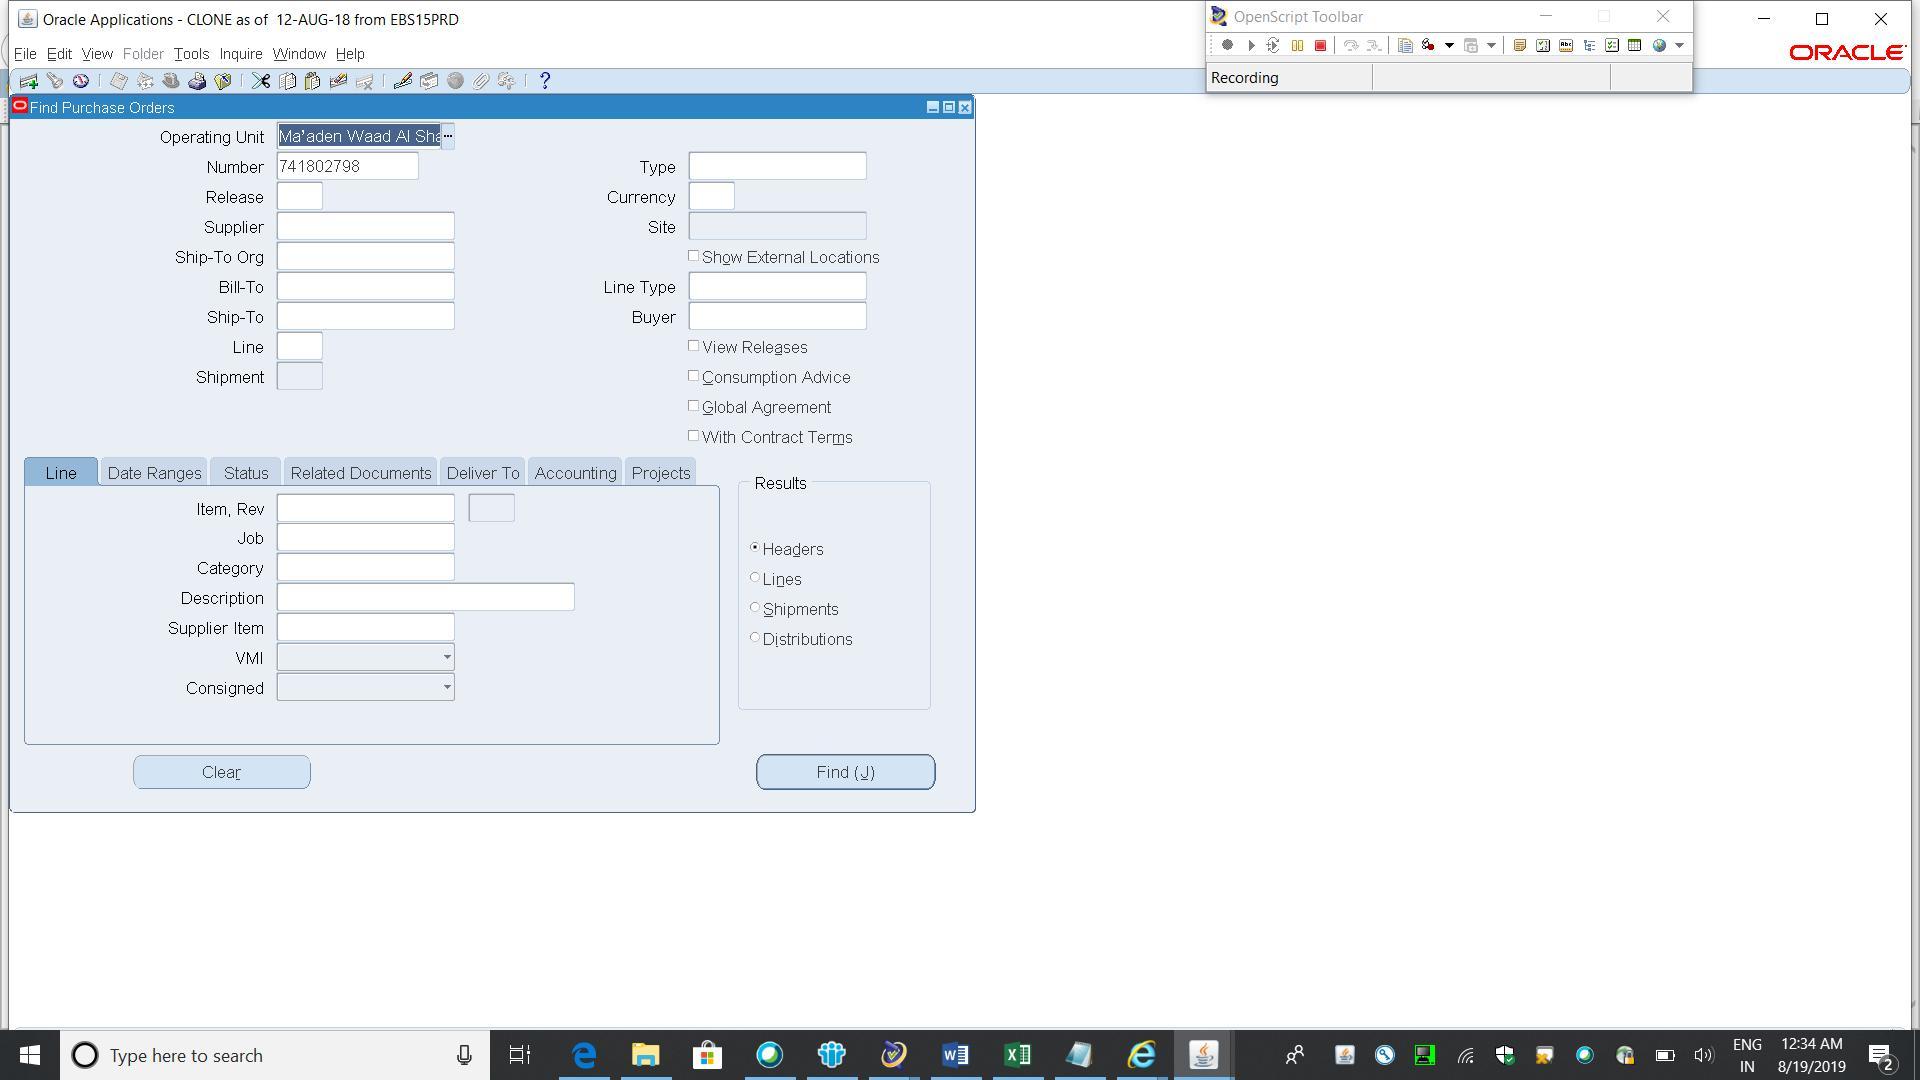 Oracle Applications - CLONE as of 12-AUG-18 from EBS15PRD
OpenScript Toolbar
File Edit View Folder Tools Inquire Window Help
ORACLE
Recording
Find Purchase Orders
Operating Unit Ma'aden Waad Al Sha
Number 741802798 Type
Release Currency
Supplier Site
Ship-To Org Show External Locations
Bill-To Line Type
Ship-To Buyer
Line View Releases
Shipment Consumption Advice
Global Agreement
With Contract Terms
Line Date Ranges Status Related Documents Deliver To Accounting Projects
Results
Item, Rev
Job Headers
Category Lines
Description Shipments
Supplier Item Distributions
VMI
Consigned
Clear Find (J)
Type here to search
ENG 12:34 AM
IN 8/19/2019 2